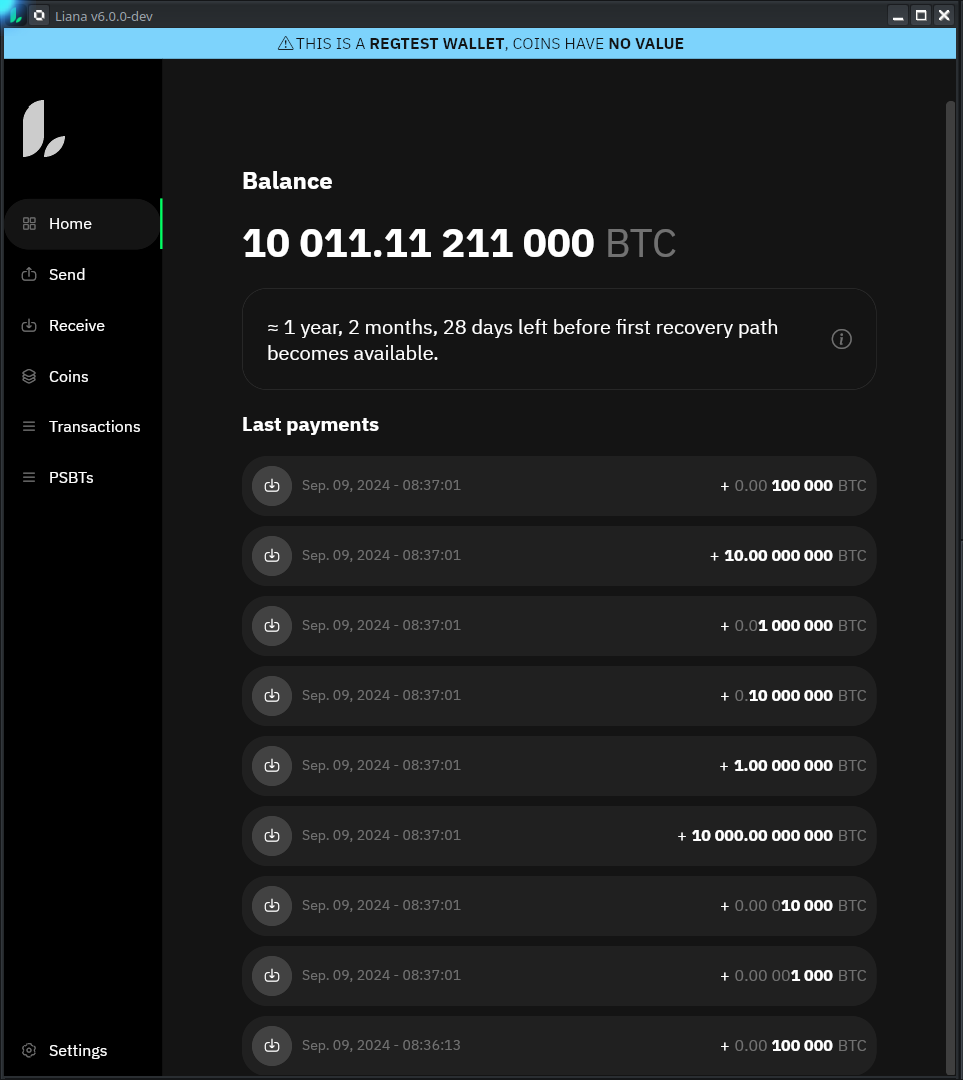 Liana v6.0.0-dev
⚠ THIS IS A REGTEST WALLET, COINS HAVE NO VALUE
Home
Send
Receive
Coins
Transactions
PSBTs
Settings
Balance
10 011.11 211 000 BTC
≈ 1 year, 2 months, 28 days left before first recovery path
becomes available.
Last payments
Sep. 09, 2024 - 08:37:01 + 0.00 100 000 BTC
Sep. 09, 2024 - 08:37:01 + 10.00 000 000 BTC
Sep. 09, 2024 - 08:37:01 + 0.01 000 000 BTC
Sep. 09, 2024 - 08:37:01 + 0.10 000 000 BTC
Sep. 09, 2024 - 08:37:01 + 1.00 000 000 BTC
Sep. 09, 2024 - 08:37:01 + 10 000.00 000 000 BTC
Sep. 09, 2024 - 08:37:01 + 0.00 010 000 BTC
Sep. 09, 2024 - 08:37:01 + 0.00 001 000 BTC
Sep. 09, 2024 - 08:36:13 + 0.00 100 000 BTC